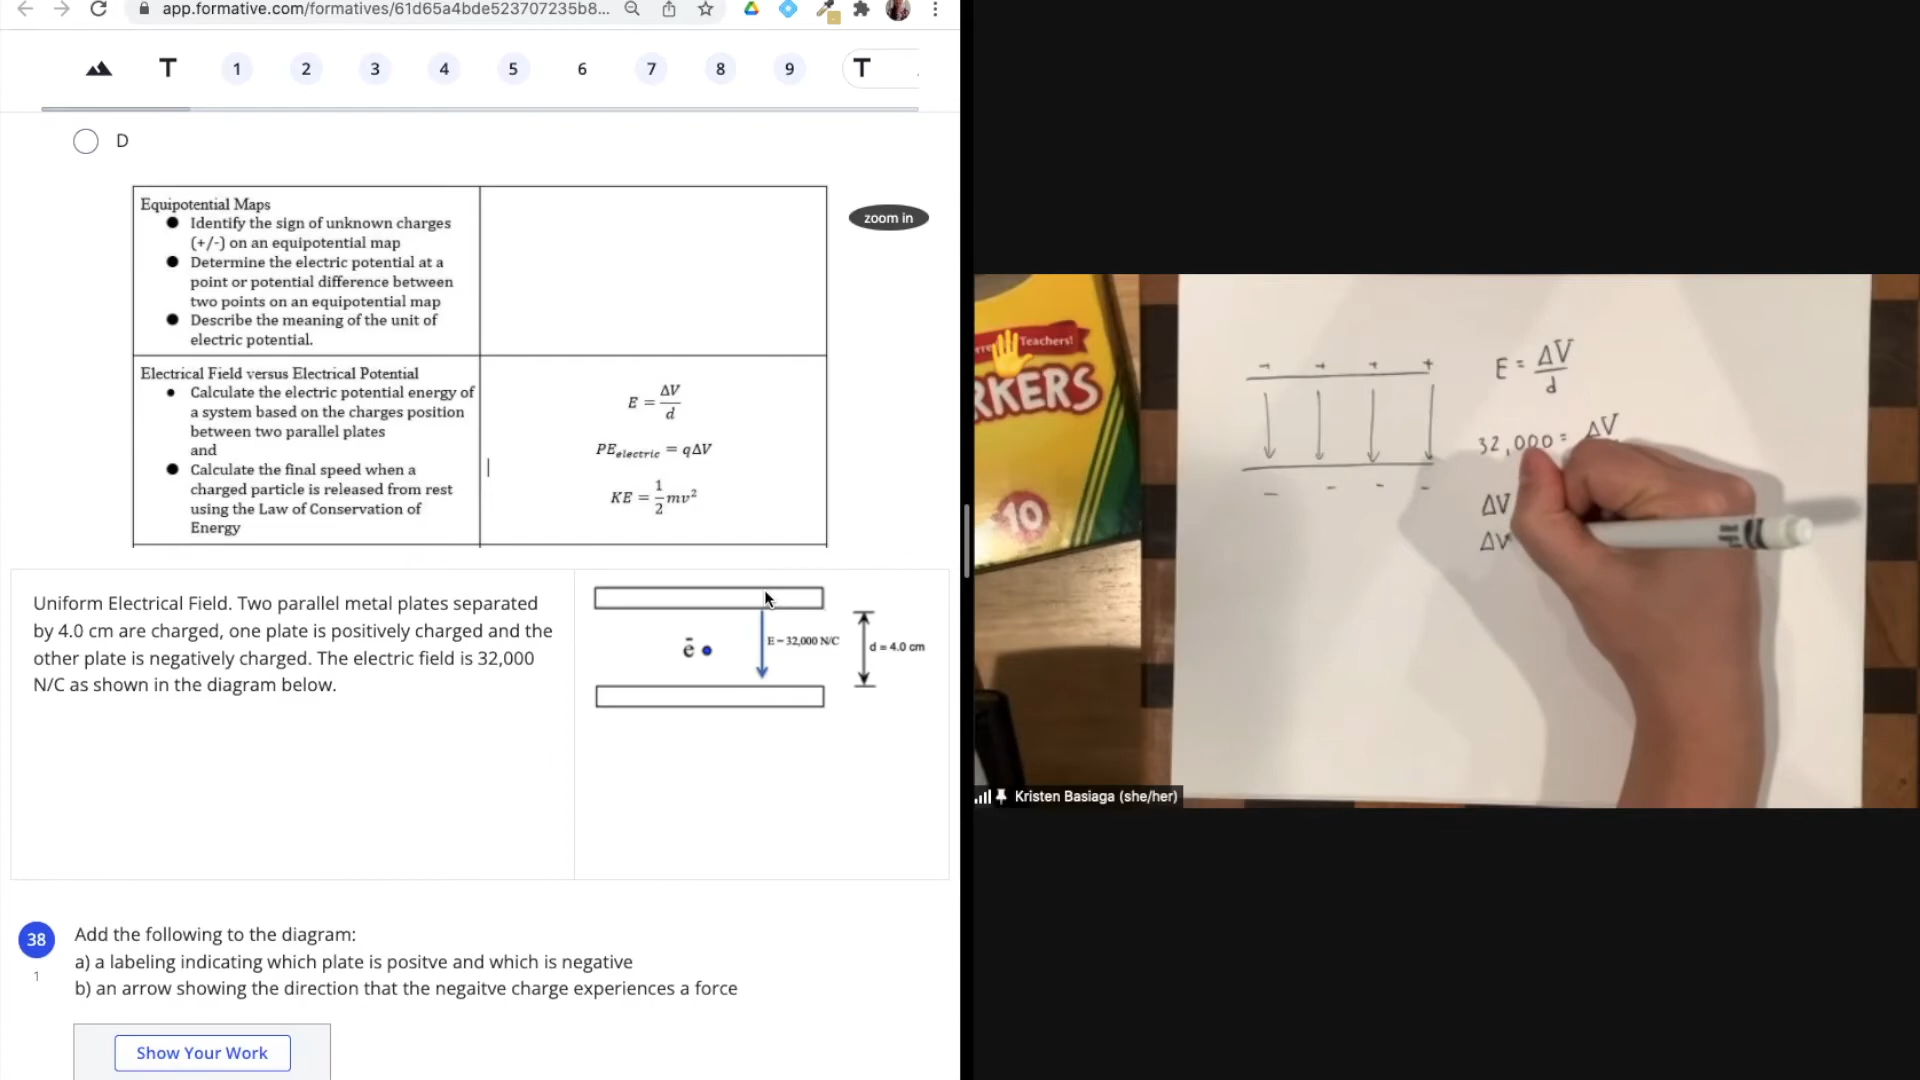 app.formative.com/formatives/61d65a4bde523707235b8...
T 1 2 3 4 5 6 7 8 9 T
D
zoom in
Equipotential Maps
● Identify the sign of unknown charges
(+/-) on an equipotential map
● Determine the electric potential at a
point or potential difference between
two points on an equipotential map
● Describe the meaning of the unit of
electric potential.
Electrical Field versus Electrical Potential
● Calculate the electric potential energy of
a system based on the charges position
between two parallel plates
and
● Calculate the final speed when a
charged particle is released from rest
using the Law of Conservation of
Energy
E = ΔV/d
PEelectric = qΔV
KE = 1/2 mv²
Uniform Electrical Field. Two parallel metal plates separated
by 4.0 cm are charged, one plate is positively charged and the
other plate is negatively charged. The electric field is 32,000
N/C as shown in the diagram below.
ē
E = 32,000 N/C
d = 4.0 cm
38
1
Add the following to the diagram:
a) a labeling indicating which plate is positve and which is negative
b) an arrow showing the direction that the negaitve charge experiences a force
Show Your Work
Teachers!
RKERS
10
+ + + +
- - - -
E = ΔV/d
32,000 = ΔV
ΔV
ΔV
Kristen Basiaga (she/her)